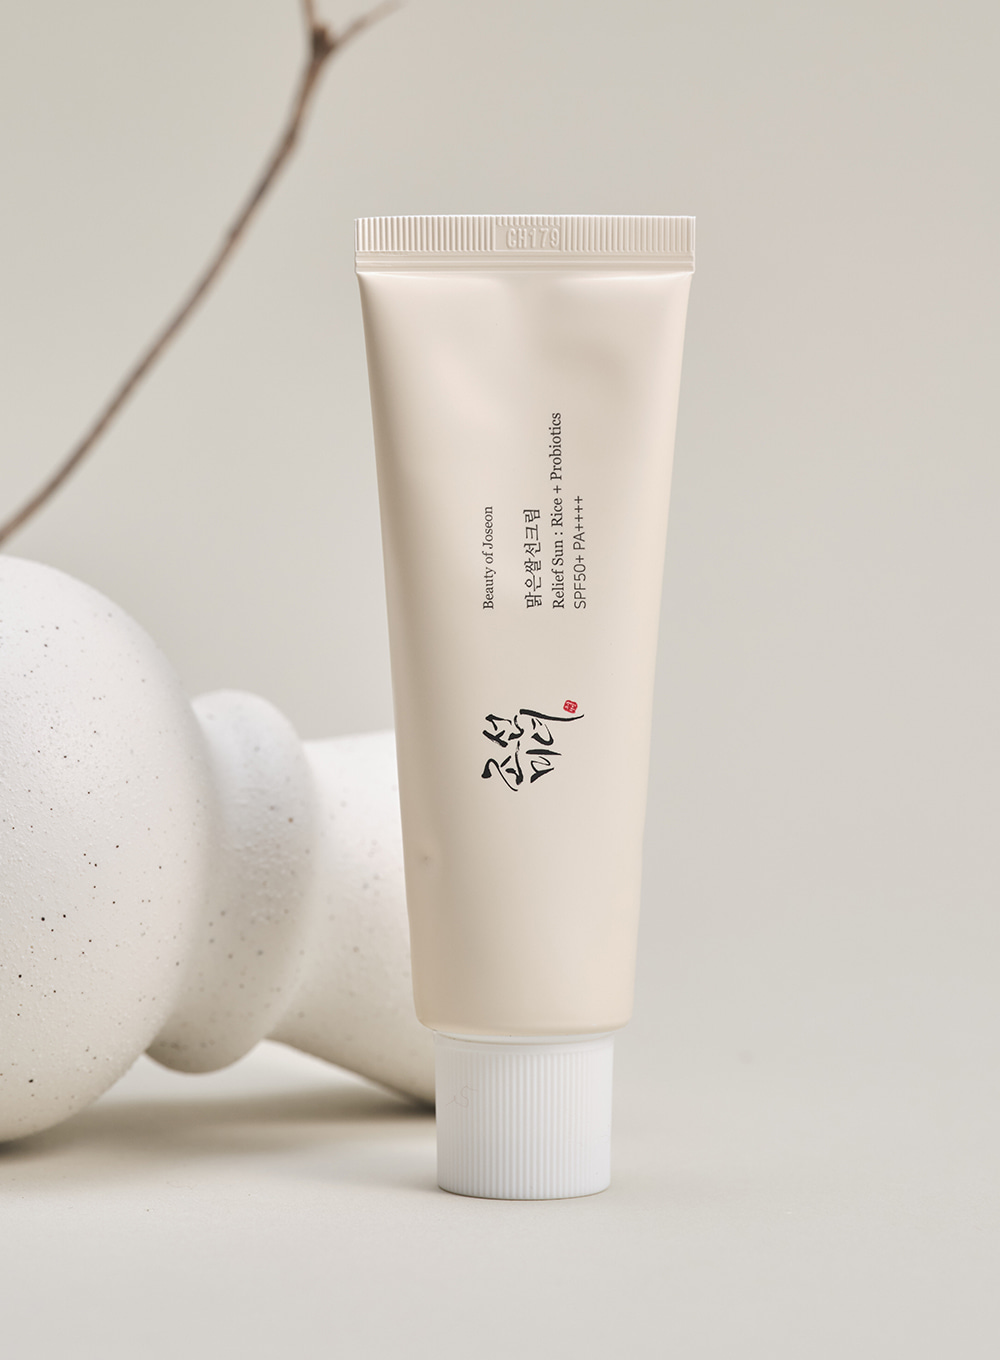 CH179
Beauty of Joseon
맑은쌀선크림
Relief Sun : Rice + Probiotics
SPF50+ PA++++
조선
미녀